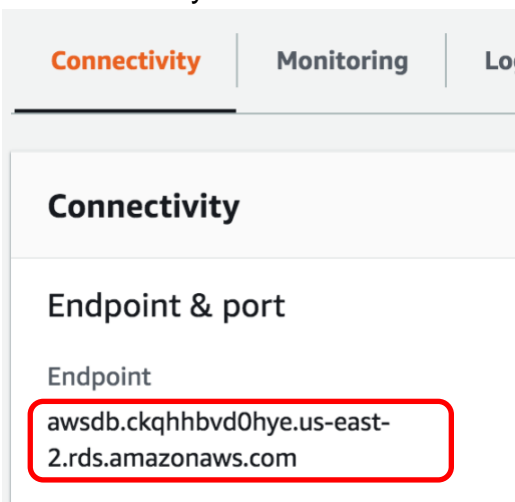 Connectivity Monitoring
Connectivity
Endpoint & port
Endpoint
awsdb.ckqhhbvd0hye.us-east-
2.rds.amazonaws.com